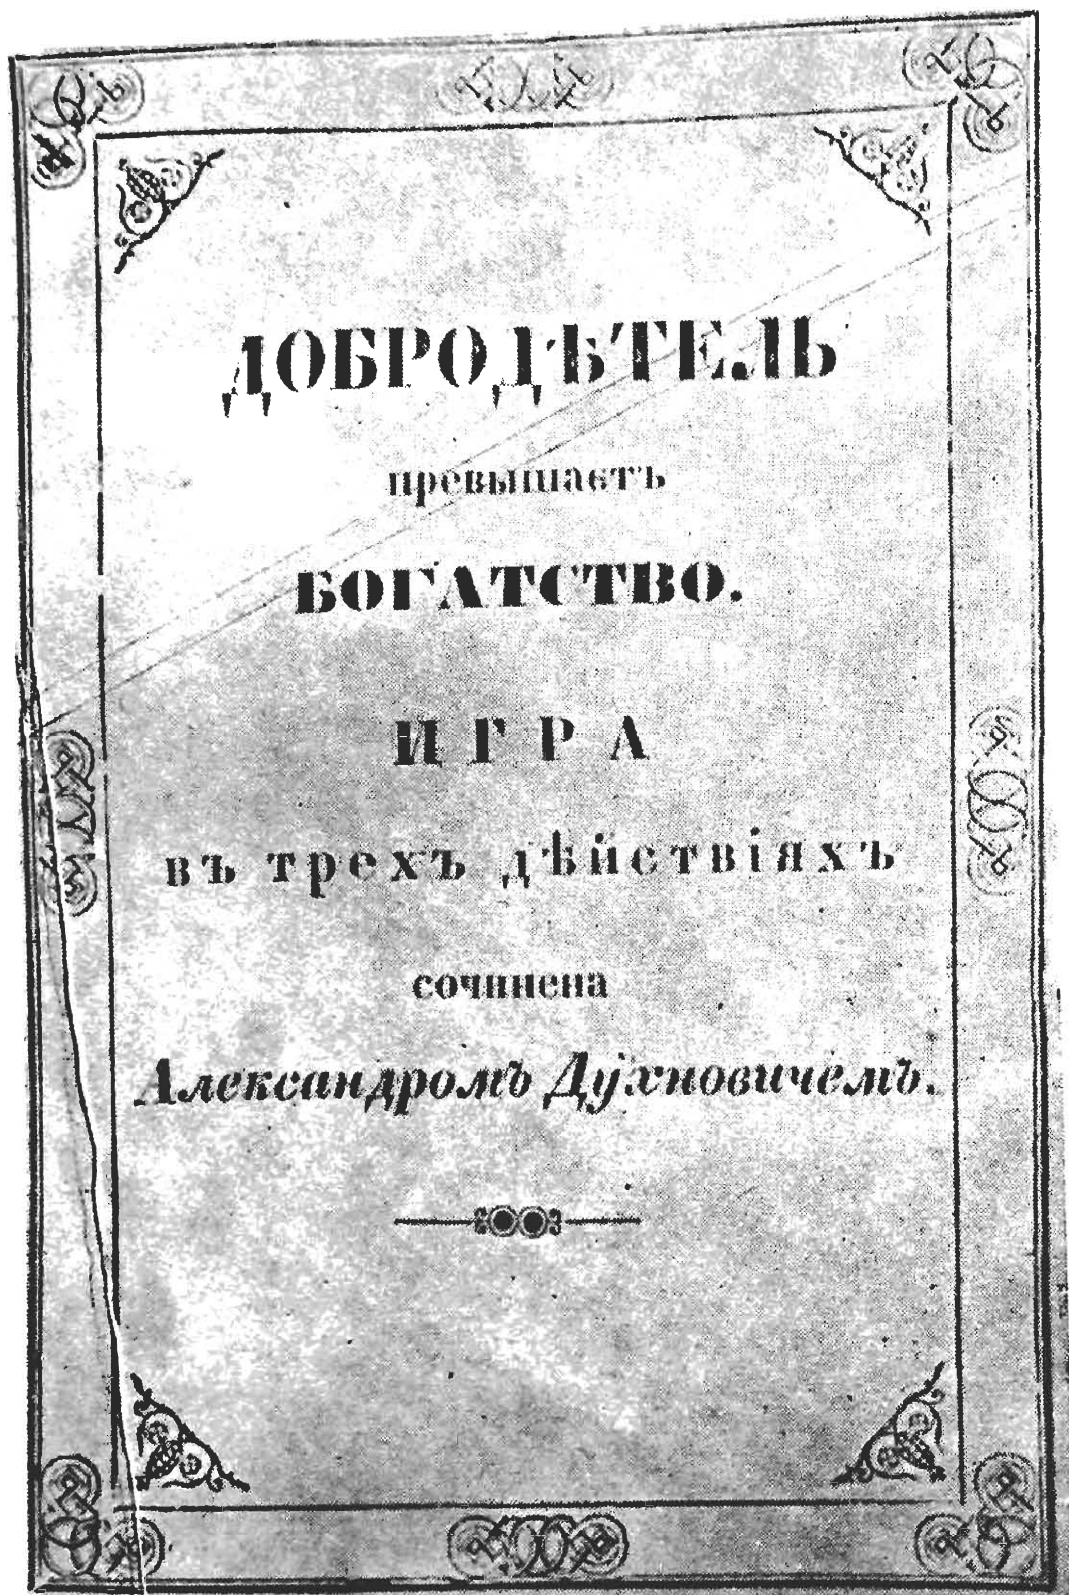 ДОБРОДѢТЕЛЬ
превышаетъ
БОГАТСТВО.
ИГРА
въ трехъ дѣйствіяхъ
сочинена
Александромъ Духновичемъ.